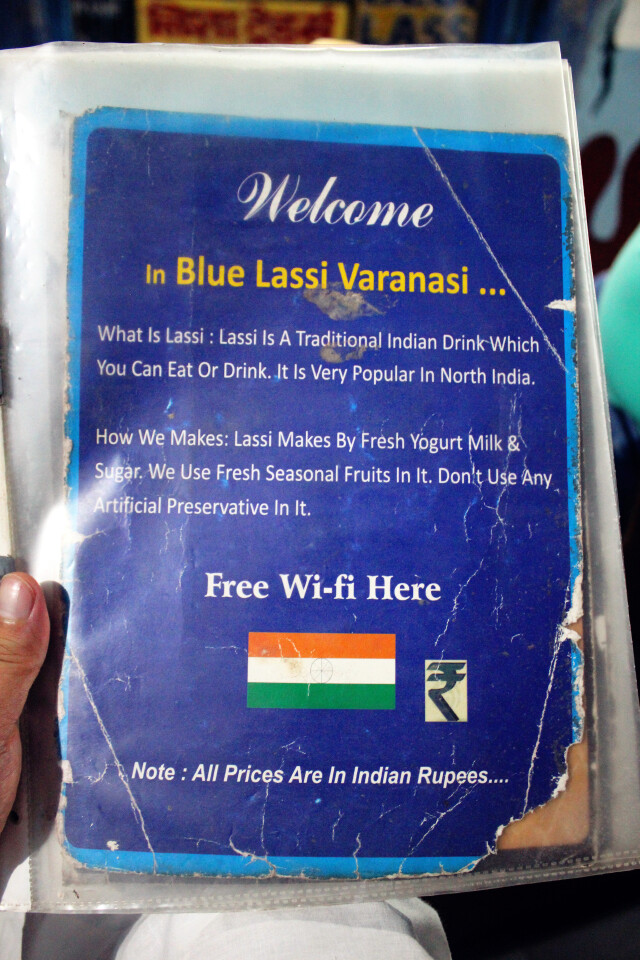 LASS
Welcome
In Blue Lassi Varanasi ...
What Is Lassi : Lassi Is A Traditional Indian Drink Which
You Can Eat Or Drink. It Is Very Popular In North India.
How We Makes: Lassi Makes By Fresh Yogurt Milk &
Sugar. We Use Fresh Seasonal Fruits In It. Don't Use Any
Artificial Preservative In It.
Free Wi-fi Here
₹
Note : All Prices Are In Indian Rupees....